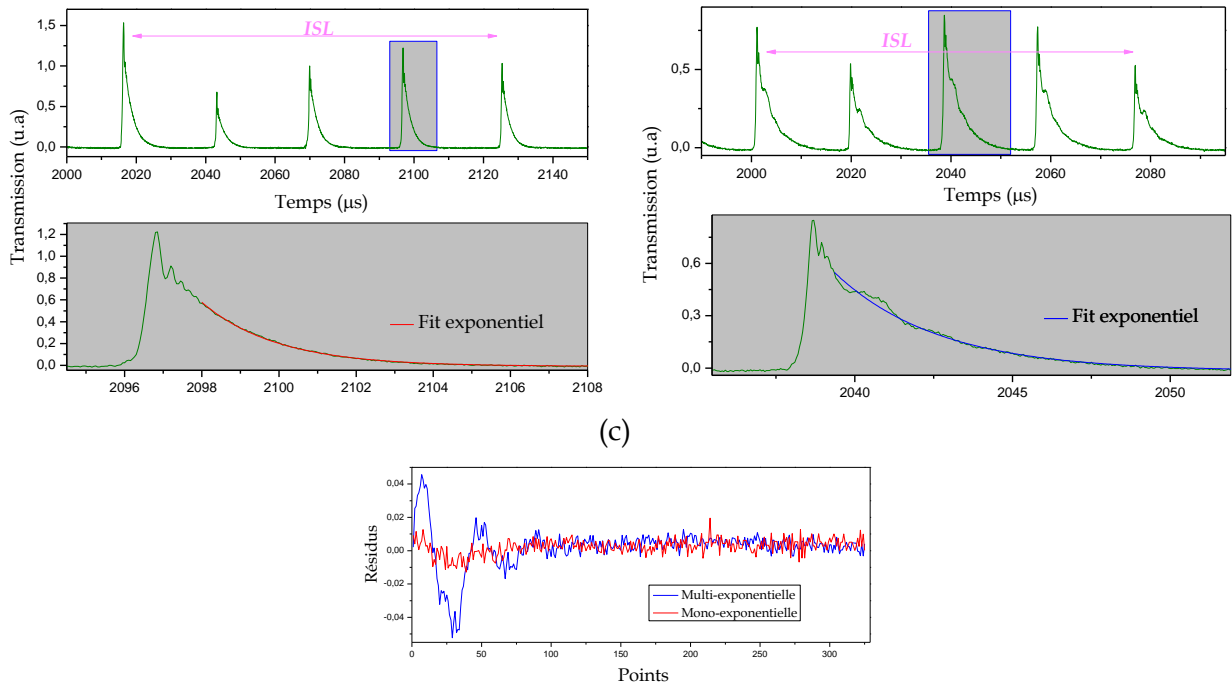 Transmission (u.a)
1,5
1,0
0,5
0,0
ISL
2000 2020 2040 2060 2080 2100 2120 2140
Temps (µs)
1,2
1,0
0,8
0,6
0,4
0,2
0,0
Fit exponentiel
2096 2098 2100 2102 2104 2106 2108
Transmission (u.a)
0,5
0,0
ISL
2000 2020 2040 2060 2080
Temps (µs)
0,6
0,3
0,0
Fit exponentiel
2040 2045 2050
(c)
Résidus
0,04
0,02
0,00
-0,02
-0,04
Multi-exponentielle
Mono-exponentielle
0 50 100 150 200 250 300
Points